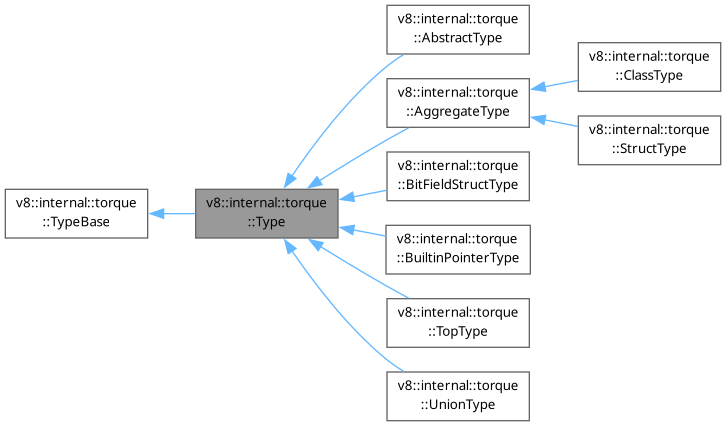 v8::internal::torque
::TypeBase
v8::internal::torque
::Type
v8::internal::torque
::AbstractType
v8::internal::torque
::AggregateType
v8::internal::torque
::BitFieldStructType
v8::internal::torque
::BuiltinPointerType
v8::internal::torque
::TopType
v8::internal::torque
::UnionType
v8::internal::torque
::ClassType
v8::internal::torque
::StructType